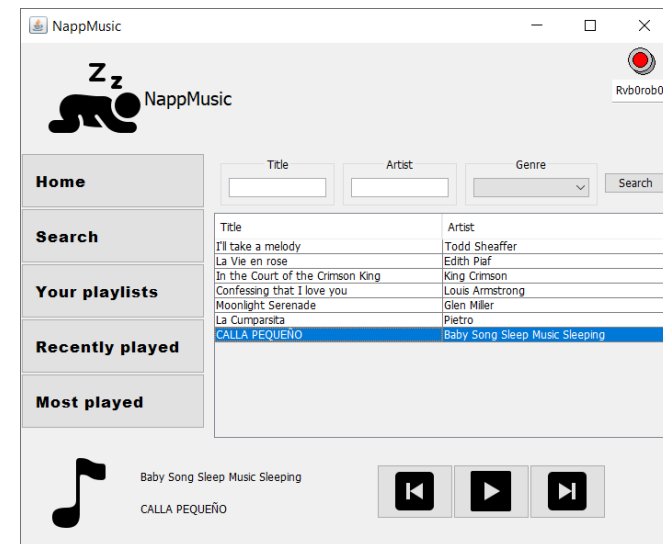 NappMusic
Z z
NappMusic
Rvb0rob0
Title Artist Genre
Home
Search
Search
Title Artist
I'll take a melody Todd Sheaffer
La Vie en rose Edith Piaf
In the Court of the Crimson King King Crimson
Confessing that I love you Louis Armstrong
Moonlight Serenade Glen Miller
La Cumparsita Pietro
CALLA PEQUEÑO Baby Song Sleep Music Sleeping
Your playlists
Recently played
Most played
Baby Song Sleep Music Sleeping
CALLA PEQUEÑO